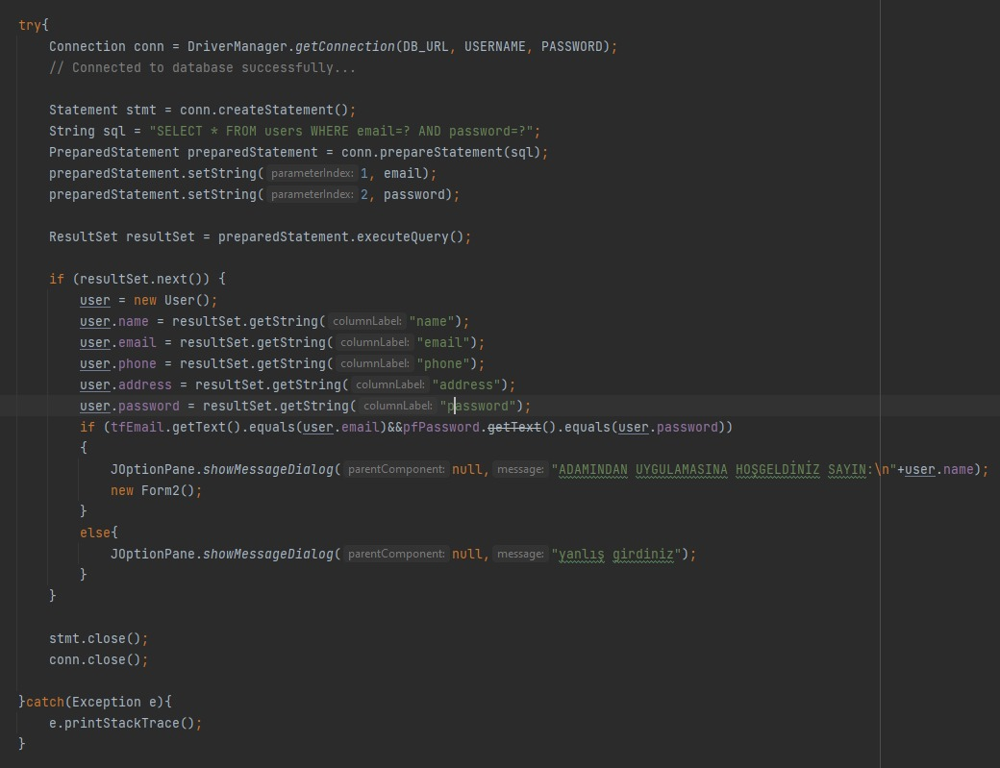 try{
Connection conn = DriverManager.getConnection(DB_URL, USERNAME, PASSWORD);
// Connected to database successfully...
Statement stmt = conn.createStatement();
String sql = "SELECT * FROM users WHERE email=? AND password=?";
PreparedStatement preparedStatement = conn.prepareStatement(sql);
preparedStatement.setString( parameterIndex: 1, email);
preparedStatement.setString( parameterIndex: 2, password);
ResultSet resultSet = preparedStatement.executeQuery();
if (resultSet.next()) {
user = new User();
user.name = resultSet.getString( columnLabel: "name");
user.email = resultSet.getString( columnLabel: "email");
user.phone = resultSet.getString( columnLabel: "phone");
user.address = resultSet.getString( columnLabel: "address");
user.password = resultSet.getString( columnLabel: "password");
if (tfEmail.getText().equals(user.email)&&pfPassword.getText().equals(user.password))
{
JOptionPane.showMessageDialog( parentComponent: null, message: "ADAMINDAN UYGULAMASINA HOŞGELDİNİZ SAYIN:\n"+user.name);
new Form2();
}
else{
JOptionPane.showMessageDialog( parentComponent: null, message: "yanlış girdiniz");
}
}
stmt.close();
conn.close();
}catch(Exception e){
e.printStackTrace();
}